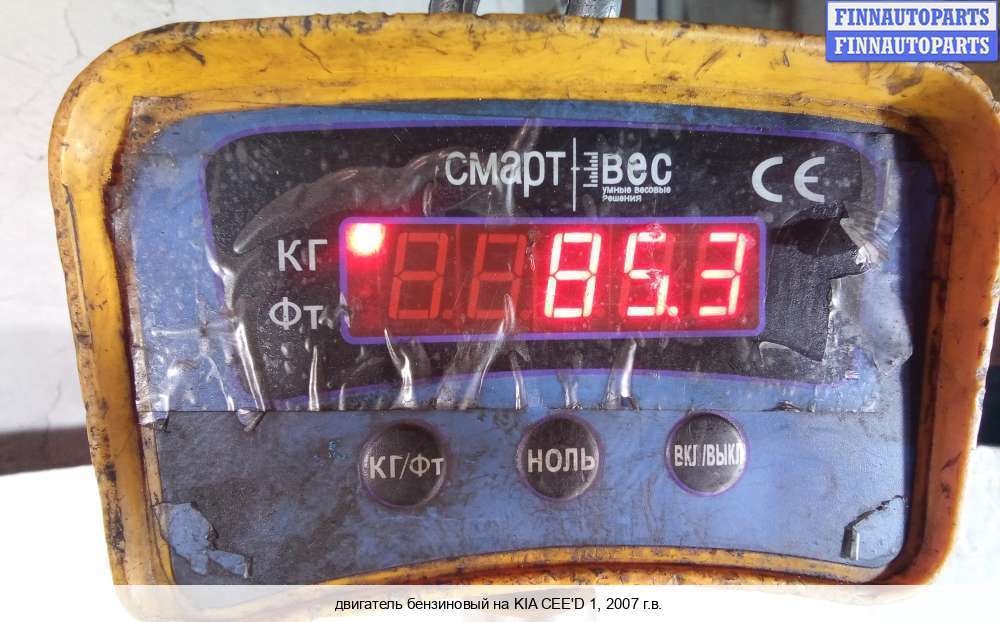 FINNAUTOPARTS
FINNAUTOPARTS
смарт вес
умные весовые
Решения
CE
КГ
85.3
Фт
КГ/Фт
НОЛЬ
ВКЛ/ВЫКЛ
двигатель бензиновый на KIA CEE'D 1, 2007 г.в.